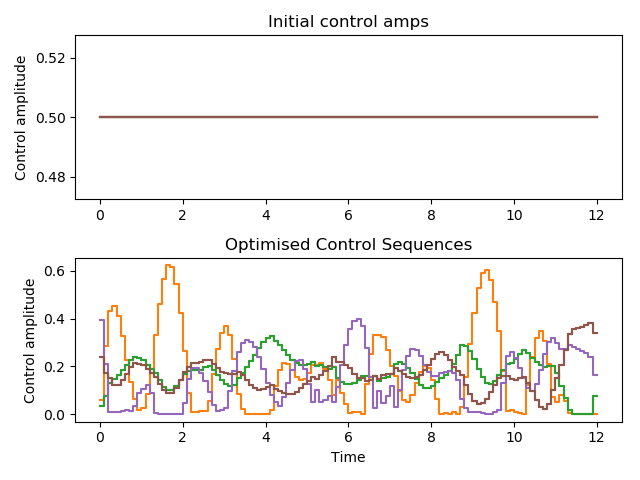 Initial control amps
Control amplitude
0.52
0.50
0.48
0 2 4 6 8 10 12
Optimised Control Sequences
Control amplitude
0.6
0.4
0.2
0.0
0 2 4 6 8 10 12
Time